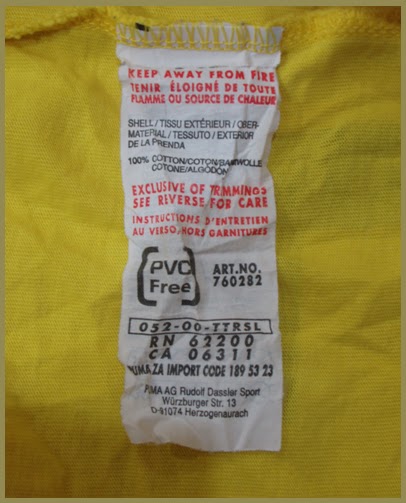 KEEP AWAY FROM FIRE
TENIR ÉLOIGNÉ DE TOUTE
FLAMME OU SOURCE DE CHALEUR
SHELL/TISSU EXTÉRIEUR/OBER-
MATERIAL/TESSUTO/EXTERIOR
DE LA PRENDA
100% COTTON/COTON/BAMWOLLE
COTONE/ALGODÓN
EXCLUSIVE OF TRIMMINGS
SEE REVERSE FOR CARE
INSTRUCTIONS D'ENTRETIEN
AU VERSO, HORS GARNITURES
PVC Free
ART.NO.
760282
052-00-TTRSL
RN 62200
CA 06311
PUMA ZA IMPORT CODE 189 53 23
PUMA AG Rudolf Dassler Sport
Würzburger Str. 13
D-91074 Herzogenaurach